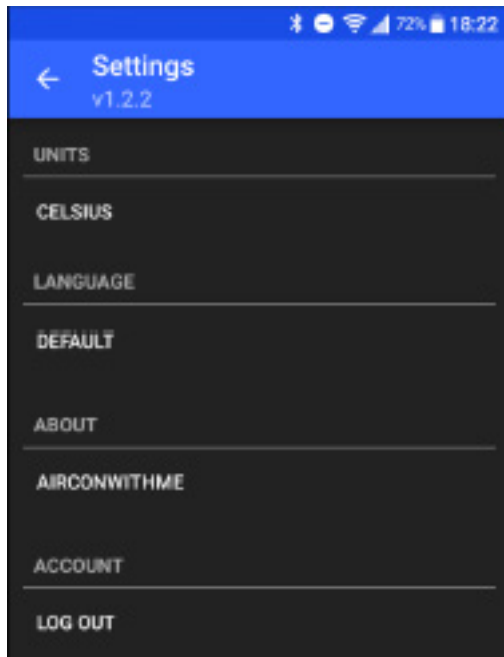 72% 18:22
Settings
v1.2.2
UNITS
CELSIUS
LANGUAGE
DEFAULT
ABOUT
AIRCONWITHME
ACCOUNT
LOG OUT